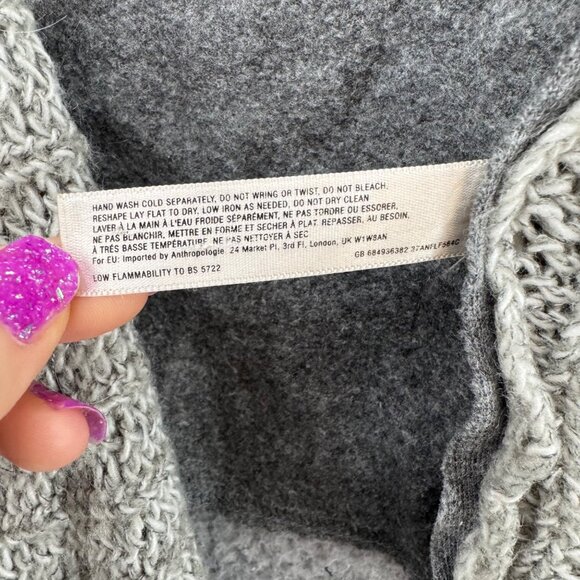 HAND WASH COLD SEPARATELY, DO NOT WRING OR TWIST, DO NOT BLEACH,
RESHAPE LAY FLAT TO DRY, LOW IRON AS NEEDED, DO NOT DRY CLEAN
LAVER À LA MAIN À L'EAU FROIDE SÉPARÉMENT, NE PAS TORDRE OU ESSORER,
NE PAS BLANCHIR, METTRE EN FORME ET SECHER À PLAT, REPASSER, AU BESOIN,
À TRÈS BASSE TEMPÉRATURE, NE PAS NETTOYER À SEC
For EU: Imported by Anthropologie, 24 Market Pl, 3rd Fl, London, UK W1W8AN
GB 684936382 37ANFLF584C
LOW FLAMMABILITY TO BS 5722